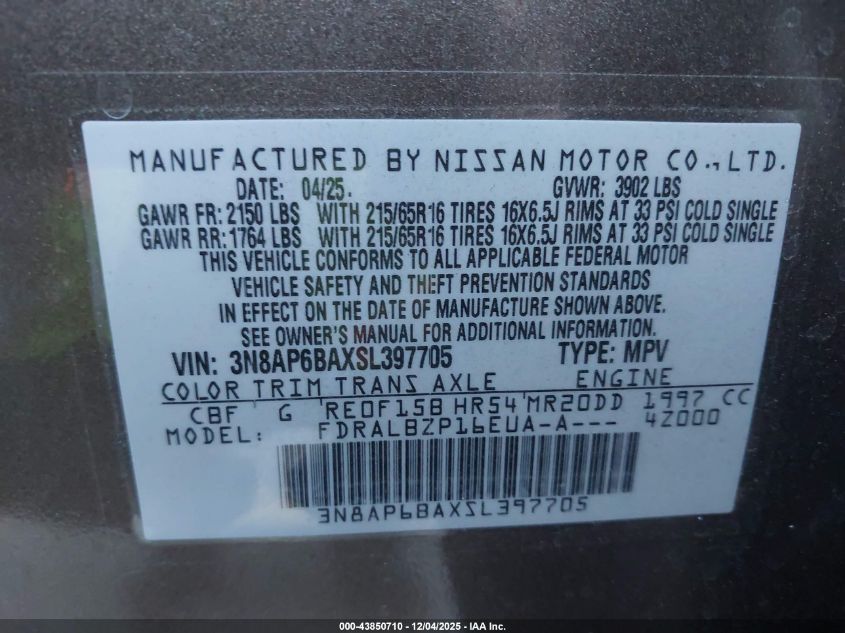 MANUFACTURED BY NISSAN MOTOR CO., LTD.
DATE: 04/25. GVWR: 3902 LBS
GAWR FR: 2150 LBS WITH 215/65R16 TIRES 16X6.5J RIMS AT 33 PSI COLD SINGLE
GAWR RR: 1764 LBS WITH 215/65R16 TIRES 16X6.5J RIMS AT 33 PSI COLD SINGLE
THIS VEHICLE CONFORMS TO ALL APPLICABLE FEDERAL MOTOR
VEHICLE SAFETY AND THEFT PREVENTION STANDARDS
IN EFFECT ON THE DATE OF MANUFACTURE SHOWN ABOVE.
SEE OWNER'S MANUAL FOR ADDITIONAL INFORMATION.
VIN: 3N8AP6BAXSL397705 TYPE: MPV
COLOR TRIM TRANS AXLE ENGINE
CBF G RE0F15B HR54 MR20DD 1997 CC
MODEL: FDRALBZP16EUA-A--- 4Z000
3N8AP6BAXSL397705
000-43850710 - 12/04/2025 - IAA Inc.